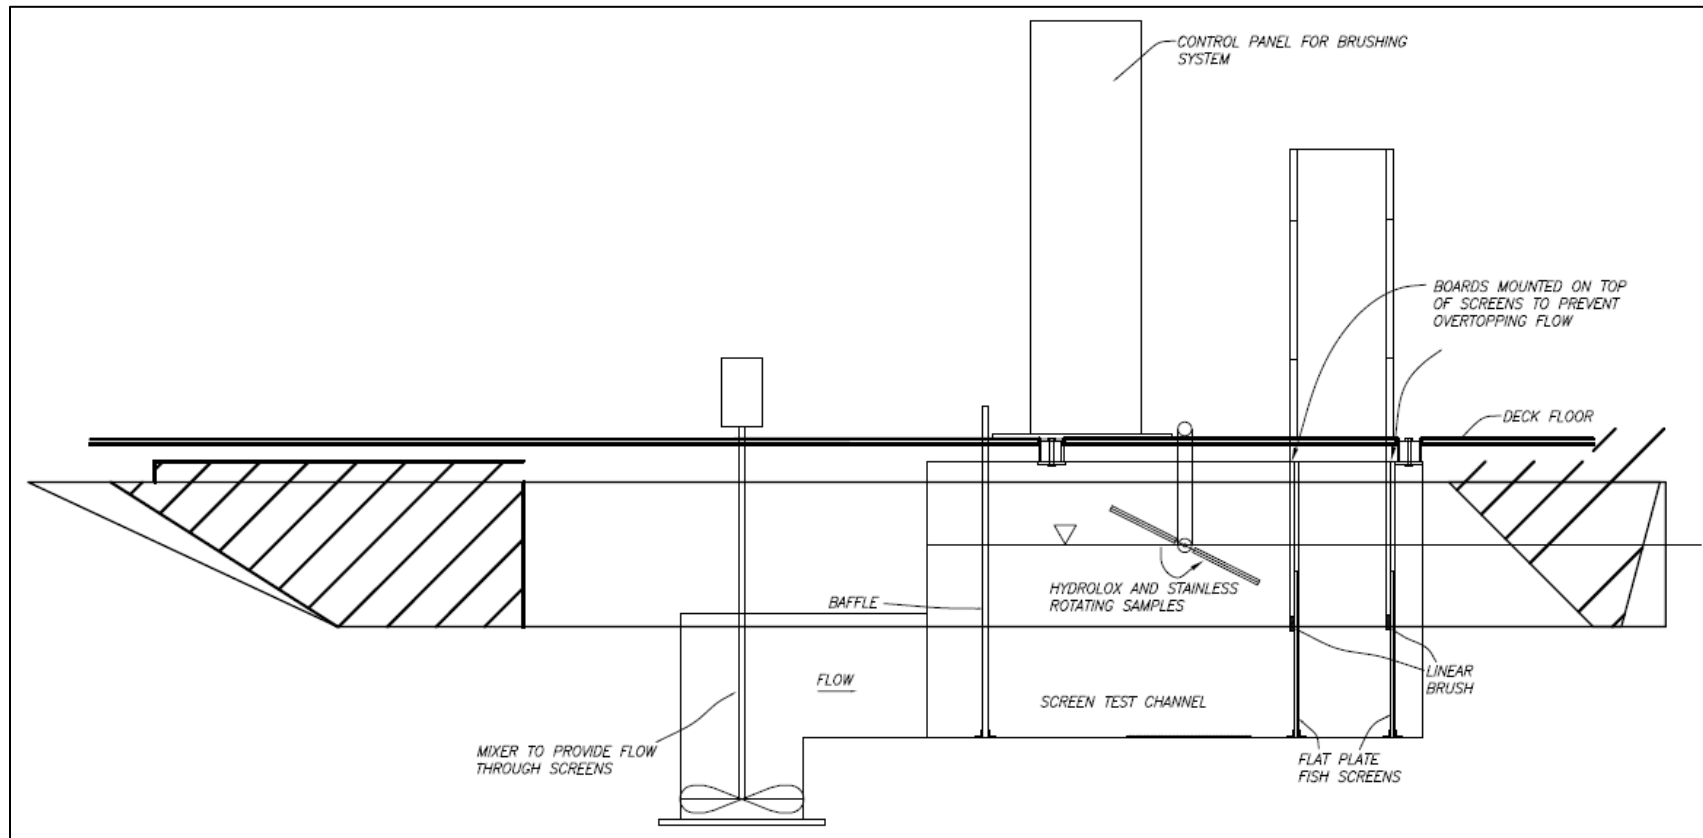 CONTROL PANEL FOR BRUSHING
SYSTEM
BOARDS MOUNTED ON TOP
OF SCREENS TO PREVENT
OVERTOPPING FLOW
DECK FLOOR
HYDROLOX AND STAINLESS
ROTATING SAMPLES
BAFFLE
LINEAR
BRUSH
FLOW
SCREEN TEST CHANNEL
MIXER TO PROVIDE FLOW
THROUGH SCREENS
FLAT PLATE
FISH SCREENS